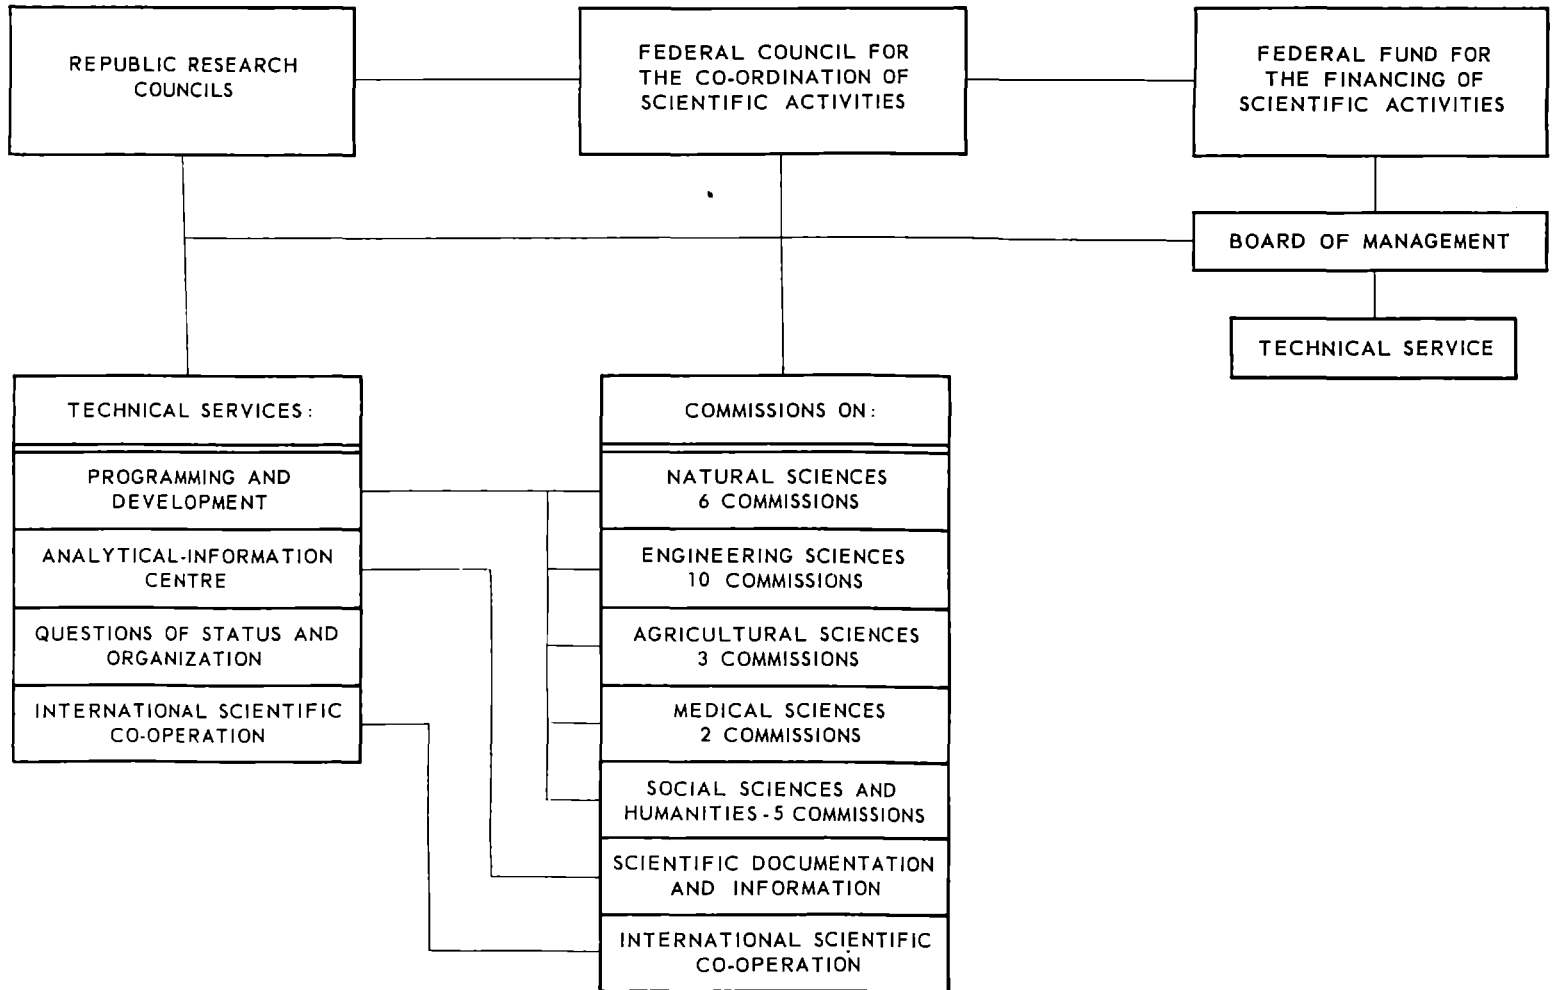 REPUBLIC RESEARCH
COUNCILS
FEDERAL COUNCIL FOR
THE CO-ORDINATION OF
SCIENTIFIC ACTIVITIES
FEDERAL FUND FOR
THE FINANCING OF
SCIENTIFIC ACTIVITIES
BOARD OF MANAGEMENT
TECHNICAL SERVICE
TECHNICAL SERVICES:
PROGRAMMING AND
DEVELOPMENT
ANALYTICAL-INFORMATION
CENTRE
QUESTIONS OF STATUS AND
ORGANIZATION
INTERNATIONAL SCIENTIFIC
CO-OPERATION
COMMISSIONS ON:
NATURAL SCIENCES
6 COMMISSIONS
ENGINEERING SCIENCES
10 COMMISSIONS
AGRICULTURAL SCIENCES
3 COMMISSIONS
MEDICAL SCIENCES
2 COMMISSIONS
SOCIAL SCIENCES AND
HUMANITIES-5 COMMISSIONS
SCIENTIFIC DOCUMENTATION
AND INFORMATION
INTERNATIONAL SCIENTIFIC
CO-OPERATION